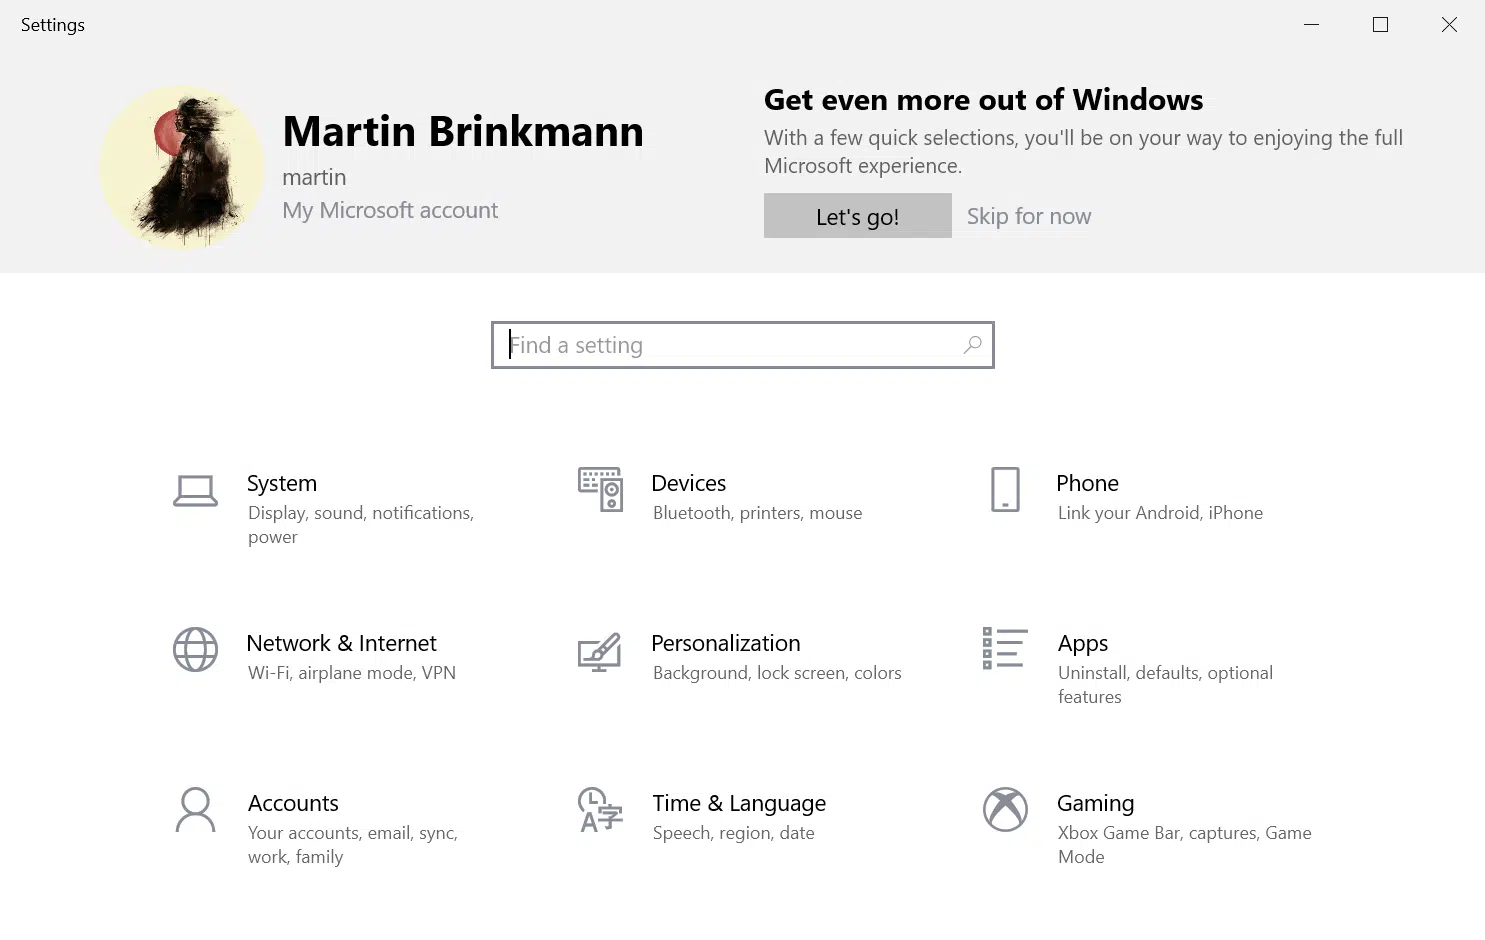 Settings
Martin Brinkmann
martin
My Microsoft account
Get even more out of Windows
With a few quick selections, you'll be on your way to enjoying the full
Microsoft experience.
Let's go!
Skip for now
Find a setting
System
Display, sound, notifications,
power
Devices
Bluetooth, printers, mouse
Phone
Link your Android, iPhone
Network & Internet
Wi-Fi, airplane mode, VPN
Personalization
Background, lock screen, colors
Apps
Uninstall, defaults, optional
features
Accounts
Your accounts, email, sync,
work, family
Time & Language
Speech, region, date
Gaming
Xbox Game Bar, captures, Game
Mode